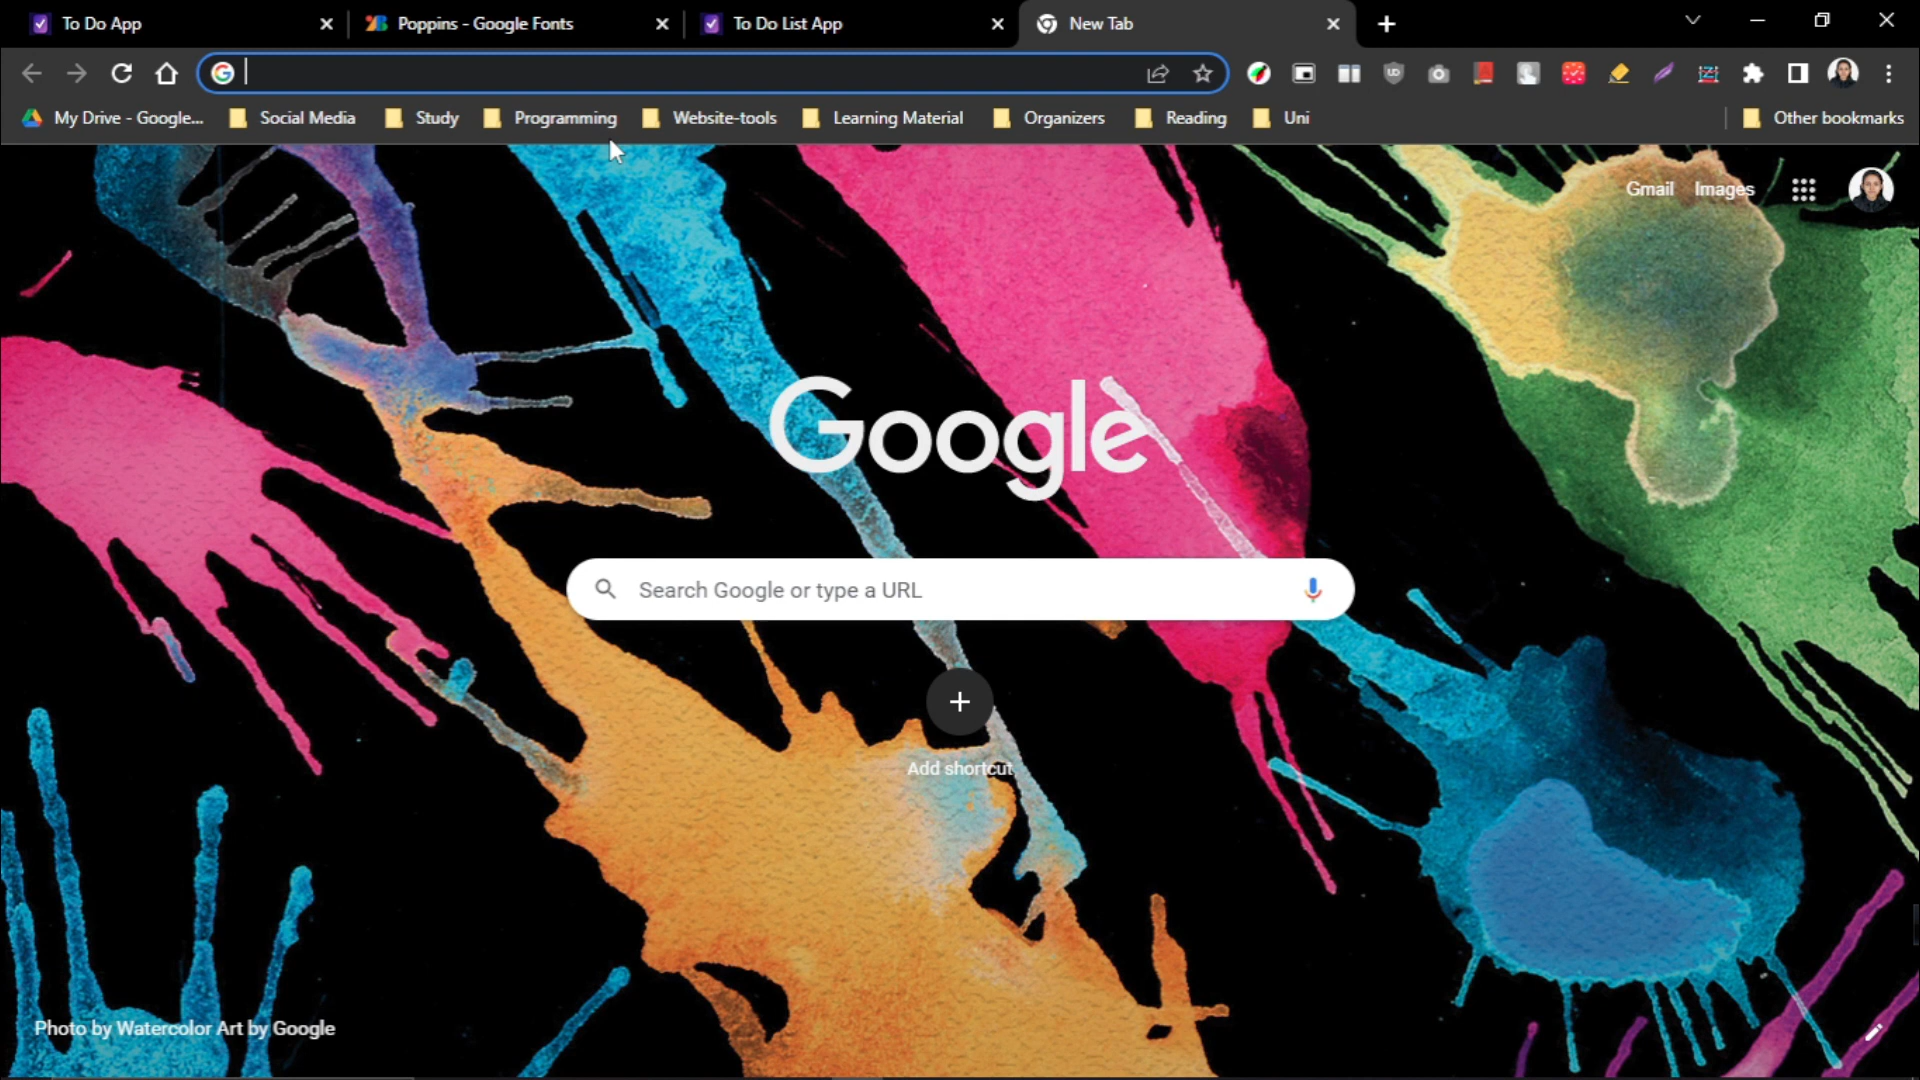 To Do App
Poppins - Google Fonts
To Do List App
New Tab
My Drive - Google...
Social Media
Study
Programming
Website-tools
Learning Material
Organizers
Reading
Uni
Other bookmarks
Gmail
Images
Google
Search Google or type a URL
Add shortcut
Photo by Watercolor Art by Google